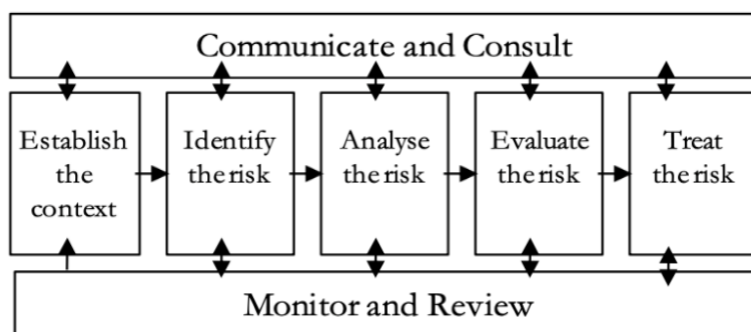 Communicate and Consult
Establish
the
context
Identify
the risk
Analyse
the risk
Evaluate
the risk
Treat
the risk
Monitor and Review